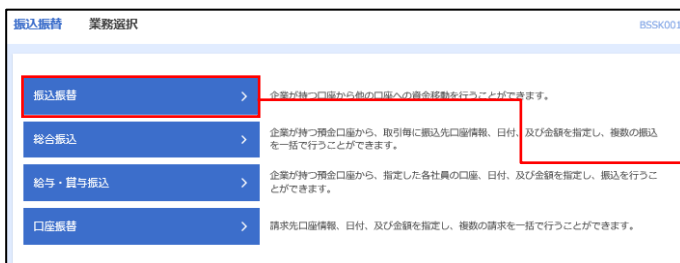 振込振替 業務選択 BSSK001
振込振替 >
企業が持つ口座から他の口座への資金移動を行うことができます。
総合振込 >
企業が持つ預金口座から、取引毎に振込先口座情報、日付、及び金額を指定し、複数の振込
を一括で行うことができます。
給与・賞与振込 >
企業が持つ預金口座から、指定した各社員の口座、日付、及び金額を指定し、振込を行うこ
とができます。
口座振替 >
請求先口座情報、日付、及び金額を指定し、複数の請求を一括で行うことができます。